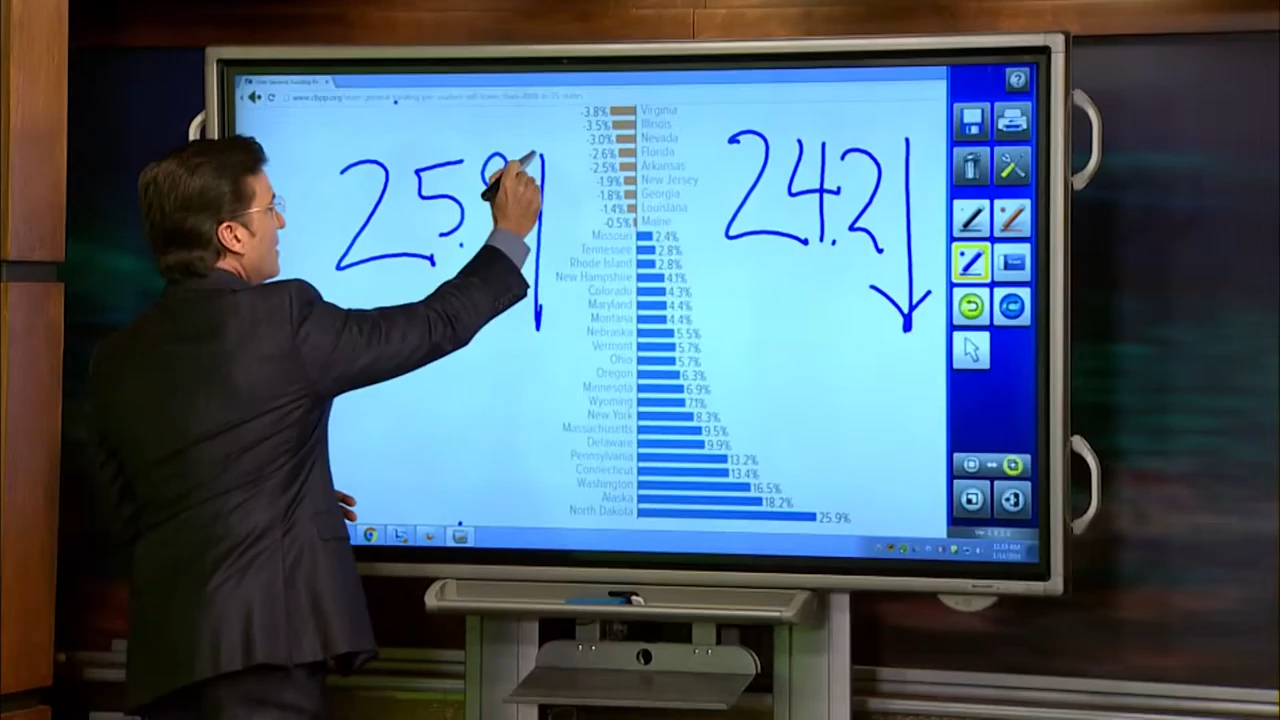 www.cbpp.org/
-3.8% Virginia
-3.5% Illinois
-3.0% Nevada
-2.6% Florida
-2.5% Arkansas
-1.9% New Jersey
-1.8% Georgia
-1.4% Louisiana
-0.5% Maine
Missouri 2.4%
Tennessee 2.8%
Rhode Island 2.8%
New Hampshire 4.1%
Colorado 4.3%
Maryland 4.4%
Montana 4.4%
Nebraska 5.5%
Vermont 5.7%
Ohio 5.7%
Oregon 6.3%
Minnesota 6.9%
Wyoming 7.1%
New York 8.3%
Massachusetts 9.5%
Delaware 9.9%
Pennsylvania 13.2%
Connecticut 13.4%
Washington 16.5%
Alaska 18.2%
North Dakota 25.9%
25.9
24.2
?